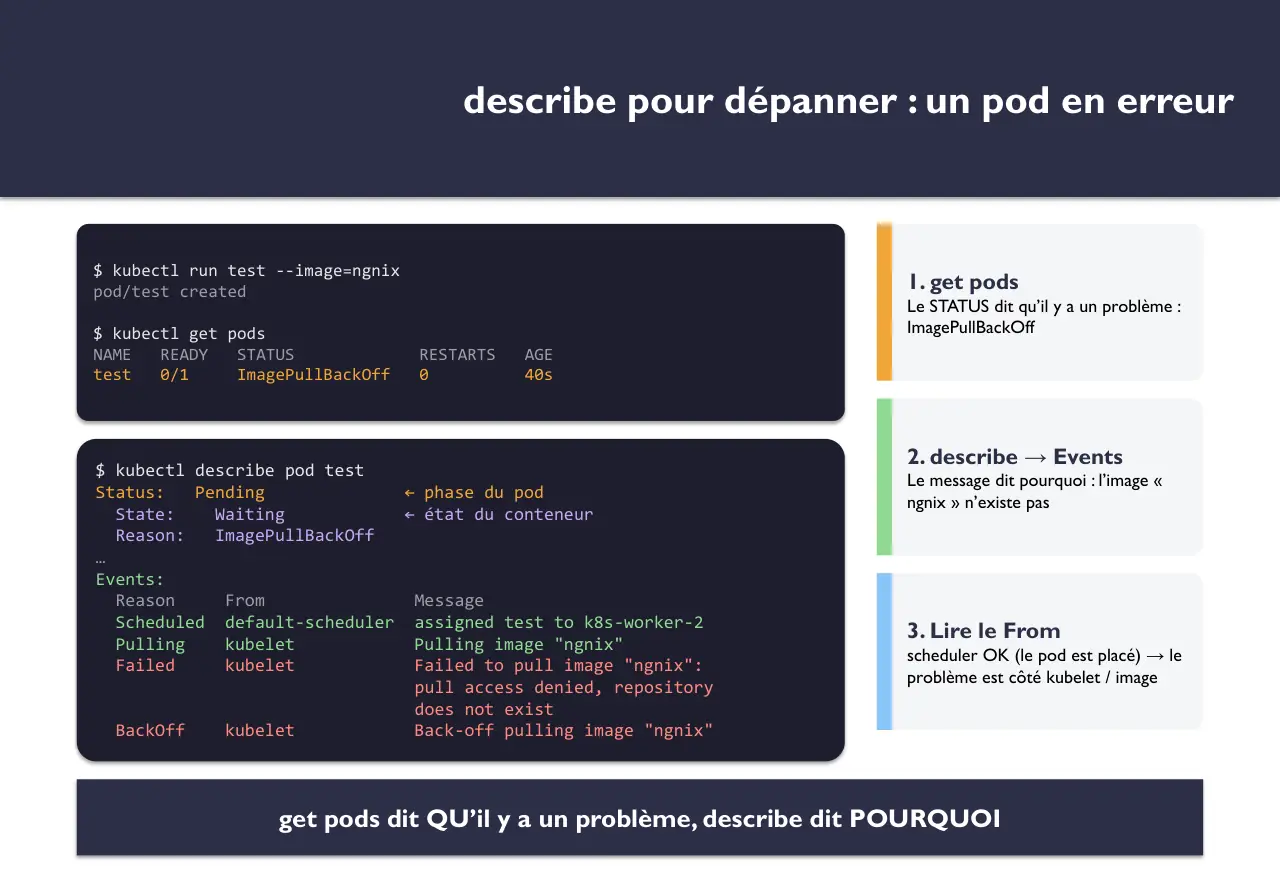 describe pour dépanner : un pod en erreur
$ kubectl run test --image=ngnix
pod/test created
$ kubectl get pods
NAME   READY   STATUS             RESTARTS   AGE
test   0/1     ImagePullBackOff   0          40s
$ kubectl describe pod test
Status:   Pending              ← phase du pod
  State:    Waiting            ← état du conteneur
  Reason:   ImagePullBackOff
…
Events:
  Reason     From               Message
  Scheduled  default-scheduler  assigned test to k8s-worker-2
  Pulling    kubelet            Pulling image "ngnix"
  Failed     kubelet            Failed to pull image "ngnix":
                                pull access denied, repository
                                does not exist
  BackOff    kubelet            Back-off pulling image "ngnix"
1. get pods
Le STATUS dit qu’il y a un problème :
ImagePullBackOff
2. describe → Events
Le message dit pourquoi : l’image «
ngnix » n’existe pas
3. Lire le From
scheduler OK (le pod est placé) → le
problème est côté kubelet / image
get pods dit QU’il y a un problème, describe dit POURQUOI